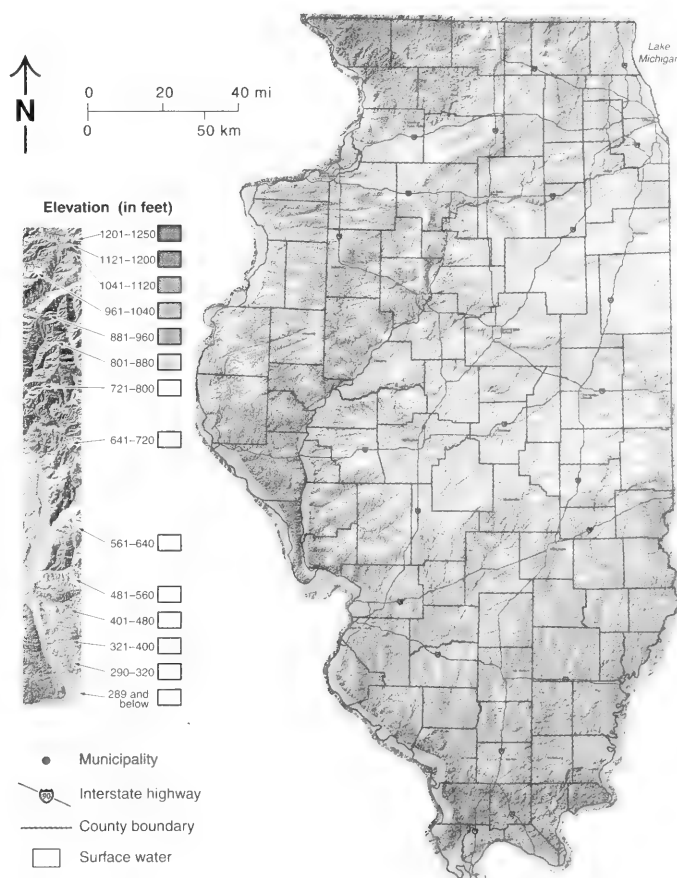 Lake
Michigan
N
0 20 40 mi
0 50 km
Elevation (in feet)
1201–1250
1121–1200
1041–1120
961–1040
881–960
801–880
721–800
641–720
561–640
481–560
401–480
321–400
290–320
289 and
below
Municipality
90
Interstate highway
County boundary
Surface water